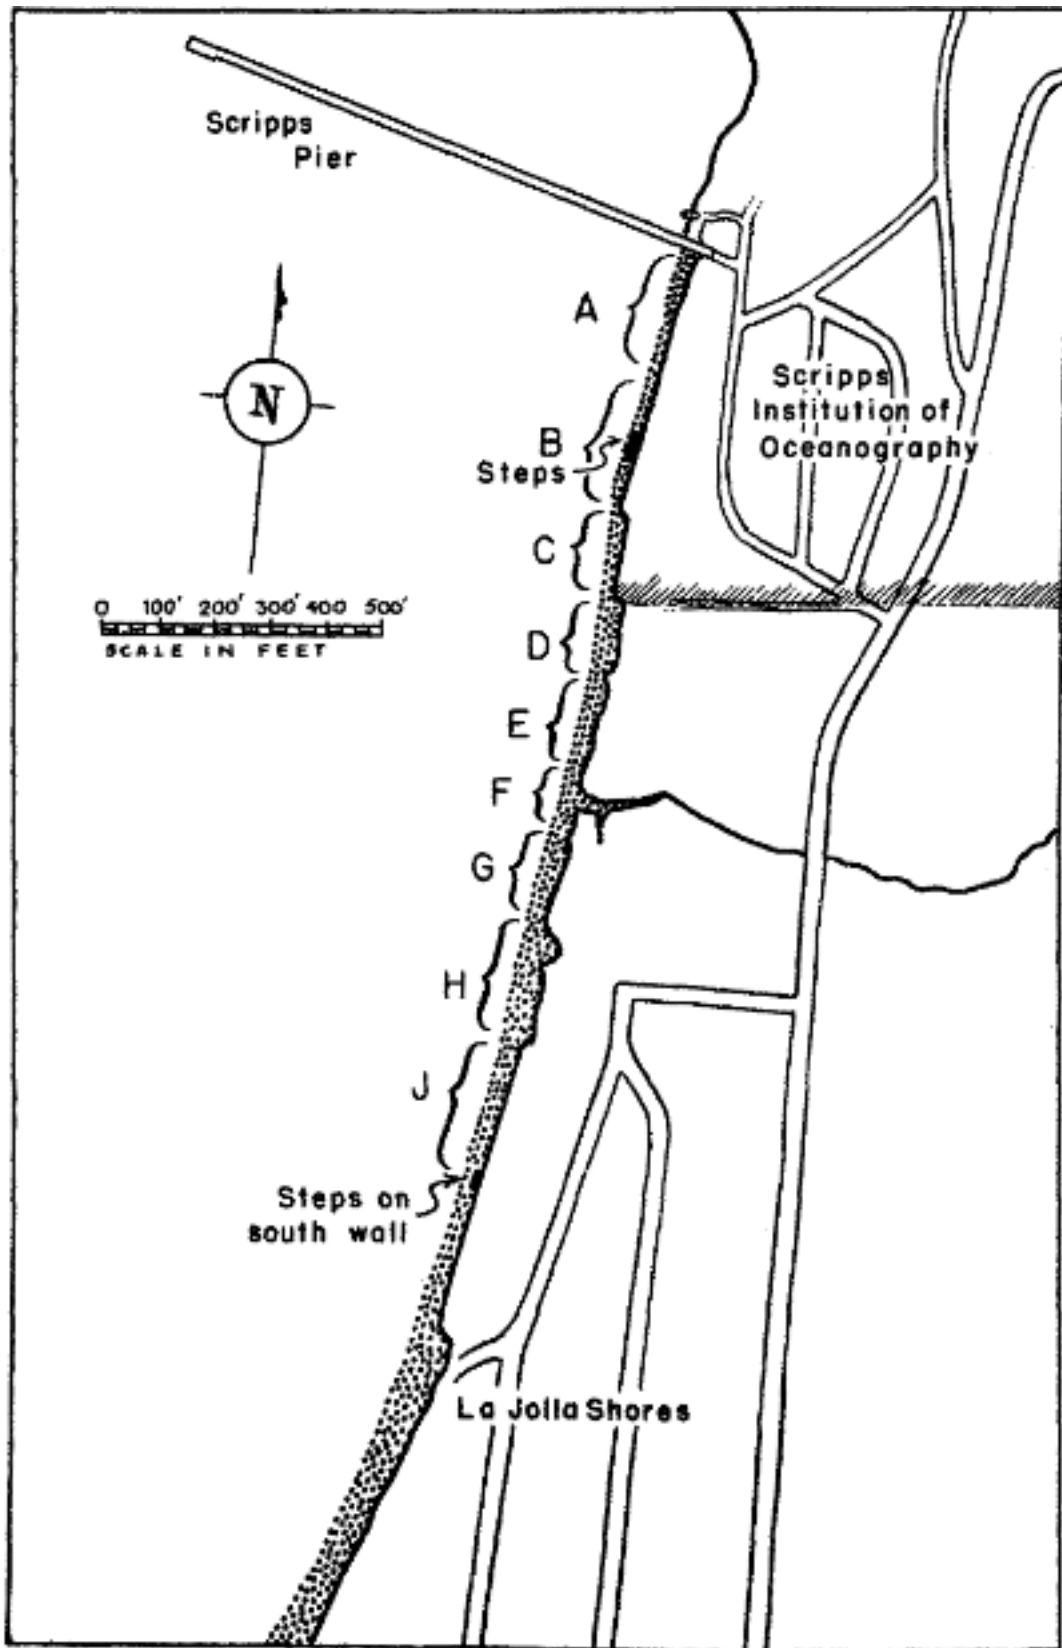 Scripps
Pier
A
N
Scripps
Institution of
Oceanography
B
Steps
C
0 100' 200' 300' 400 500'
SCALE IN FEET
D
E
F
G
H
J
Steps on
south wall
La Jolla Shores